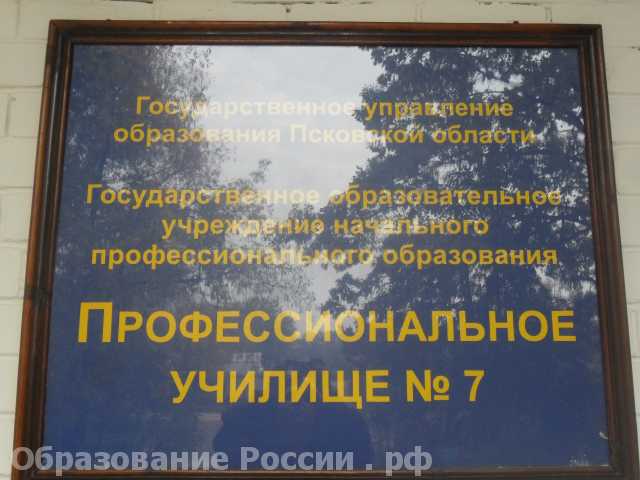 Государственное управление
образования Псковской области
Государственное образовательное
учреждение начального
профессионального образования
ПРОФЕССИОНАЛЬНОЕ
УЧИЛИЩЕ № 7
Образование России . рф